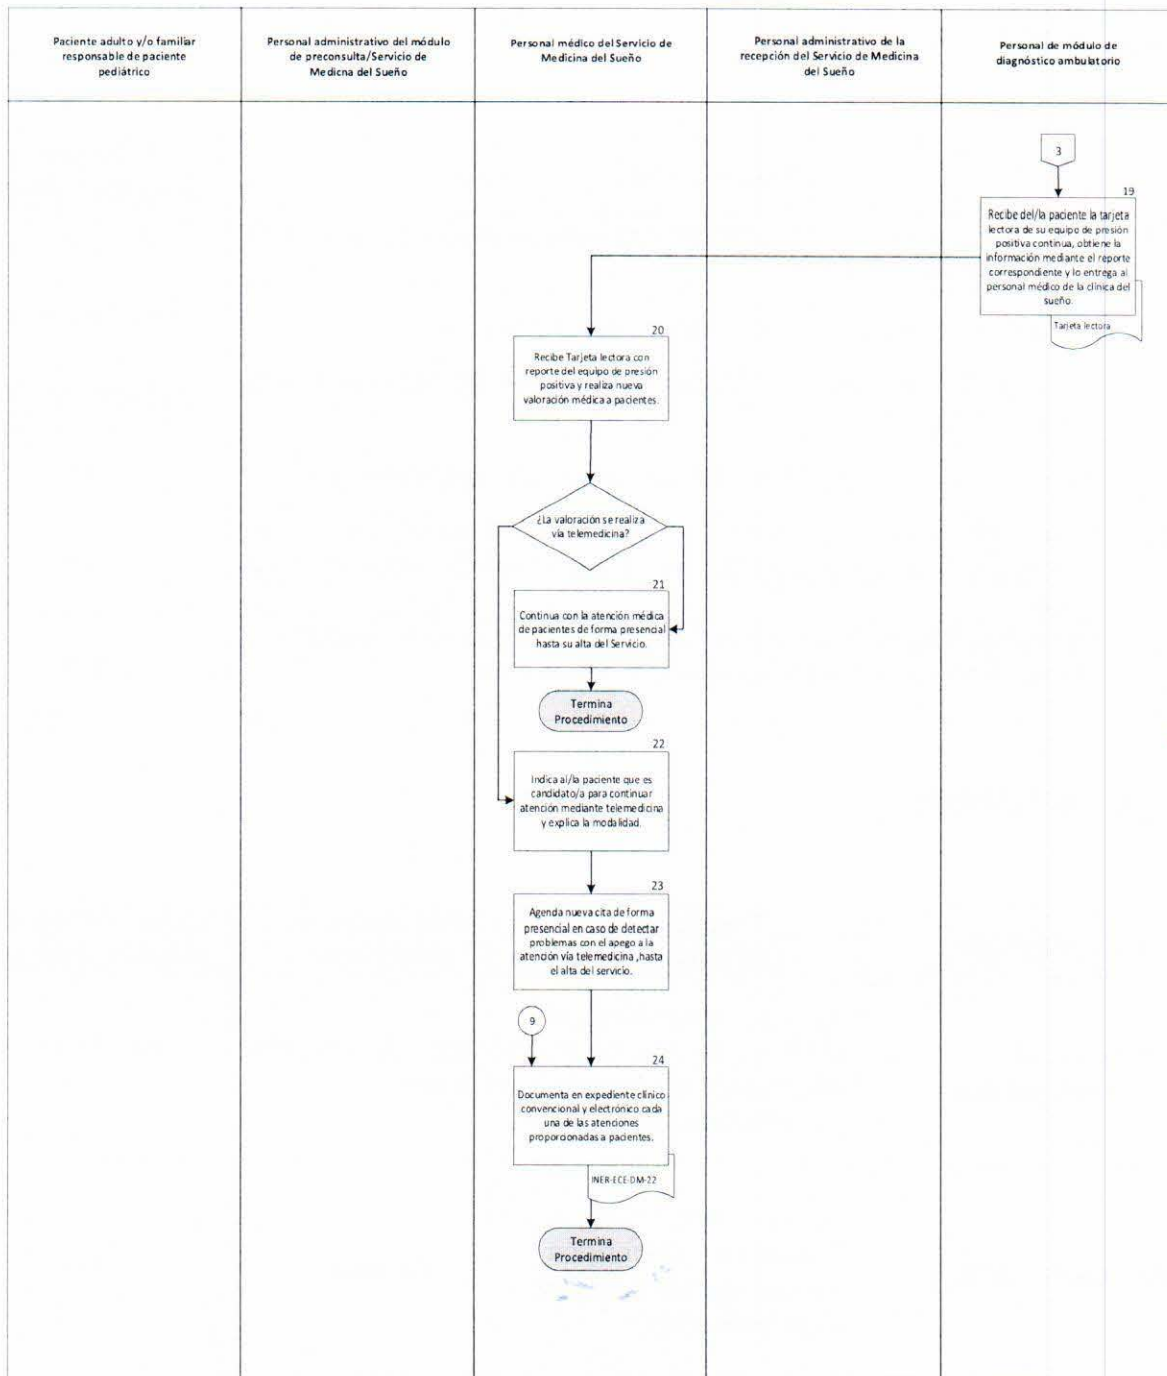 Paciente adulto y/o familiar
responsable de paciente
pediátrico
Personal administrativo del módulo
de preconsulta/Servicio de
Medicna del Sueño
Personal médico del Servicio de
Medicina del Sueño
Personal administrativo de la
recepción del Servicio de Medicina
del Sueño
Personal de módulo de
diagnóstico ambulatorio
3
19
Recibe del/la paciente la tarjeta
lectora de su equipo de presión
positiva continua, obtiene la
información mediante el reporte
correspondiente y lo entrega al
personal médico de la clínica del
sueño.
Tarjeta lectora
20
Recibe Tarjeta lectora con
reporte del equipo de presión
positiva y realiza nueva
valoración médica a pacientes.
¿La valoración se realiza
vía telemedicina?
21
Continua con la atención médica
de pacientes de forma presencial
hasta su alta del Servicio.
Termina
Procedimiento
22
Indica al/la paciente que es
candidato/a para continuar
atención mediante telemedicina
y explica la modalidad.
23
Agenda nueva cita de forma
presencial en caso de detectar
problemas con el apego a la
atención vía telemedicina ,hasta
el alta del servicio.
9
24
Documenta en expediente clínico
convencional y electrónico cada
una de las atenciones
proporcionadas a pacientes.
INER-ECE-DM-22
Termina
Procedimiento